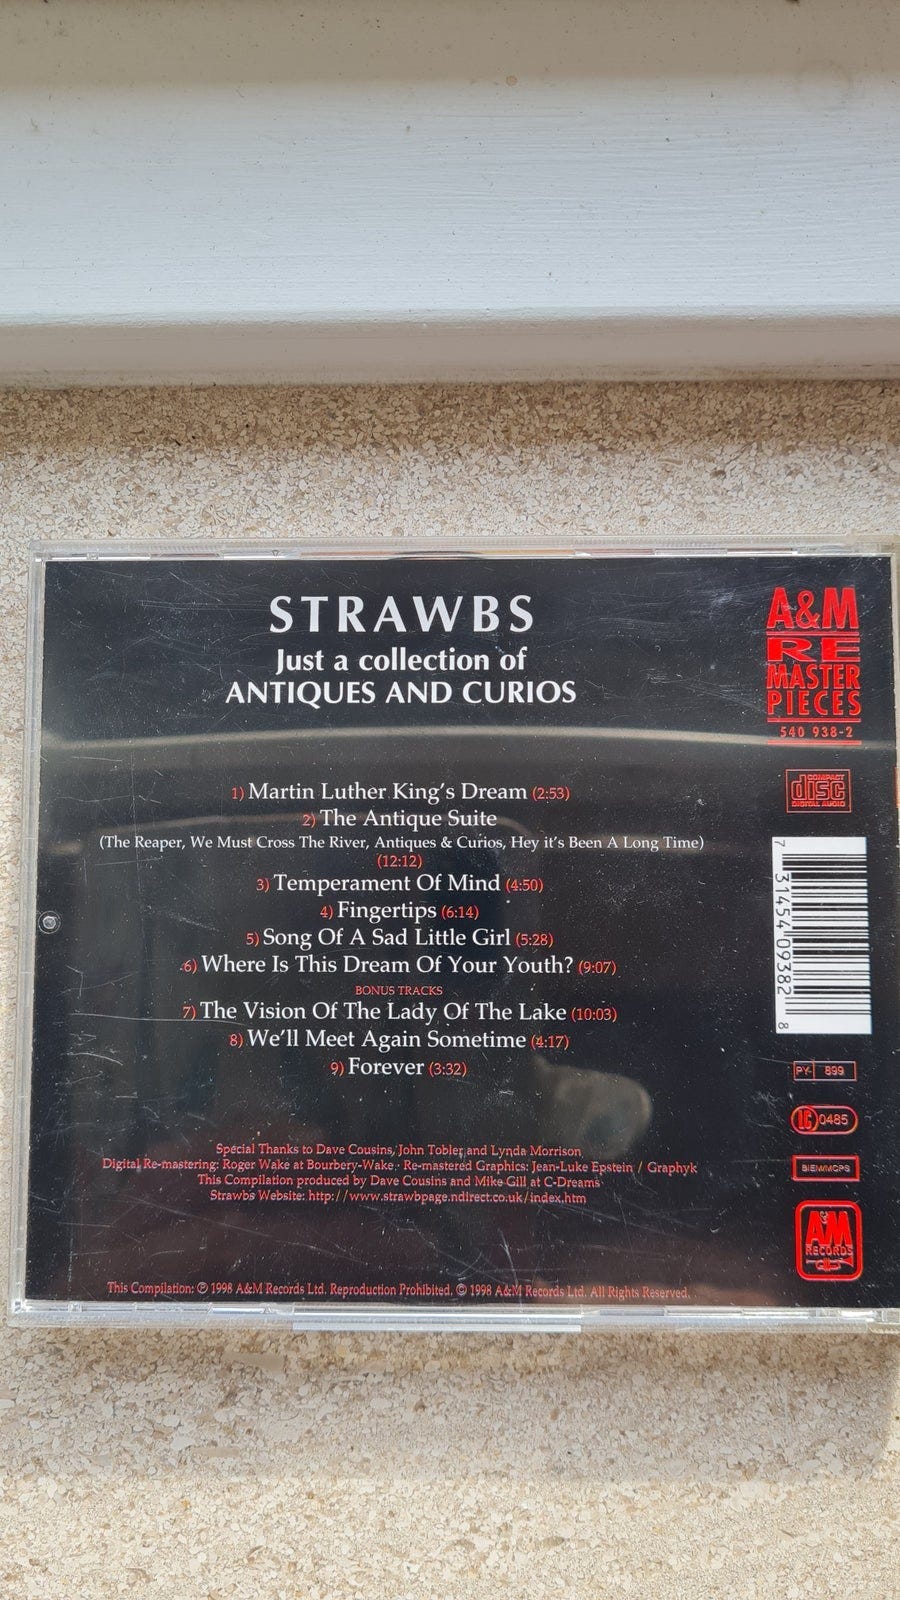 STRAWBS
Just a collection of
ANTIQUES AND CURIOS
A&M
RE
MASTER
PIECES
540 938-2
COMPACT
disc
DIGITAL AUDIO
1) Martin Luther King's Dream (2:53)
2) The Antique Suite
(The Reaper, We Must Cross The River, Antiques & Curios, Hey it's Been A Long Time)
(12:12)
3) Temperament Of Mind (4:50)
4) Fingertips (6:14)
5) Song Of A Sad Little Girl (5:28)
6) Where Is This Dream Of Your Youth? (9:07)
BONUS TRACKS
7) The Vision Of The Lady Of The Lake (10:03)
8) We'll Meet Again Sometime (4:17)
9) Forever (3:32)
7 31454 09382 8
PY 899
LC 0485
BIEM/MCPS
A&M
RECORDS
Special Thanks to Dave Cousins, John Tobler and Lynda Morrison
Digital Re-mastering: Roger Wake at Bourbery-Wake. Re-mastered Graphics: Jean-Luke Epstein / Graphyk
This Compilation produced by Dave Cousins and Mike Gill at C-Dreams
Strawbs Website: http://www.strawbpage.ndirect.co.uk/index.htm
This Compilation: ℗ 1998 A&M Records Ltd. Reproduction Prohibited. © 1998 A&M Records Ltd. All Rights Reserved.